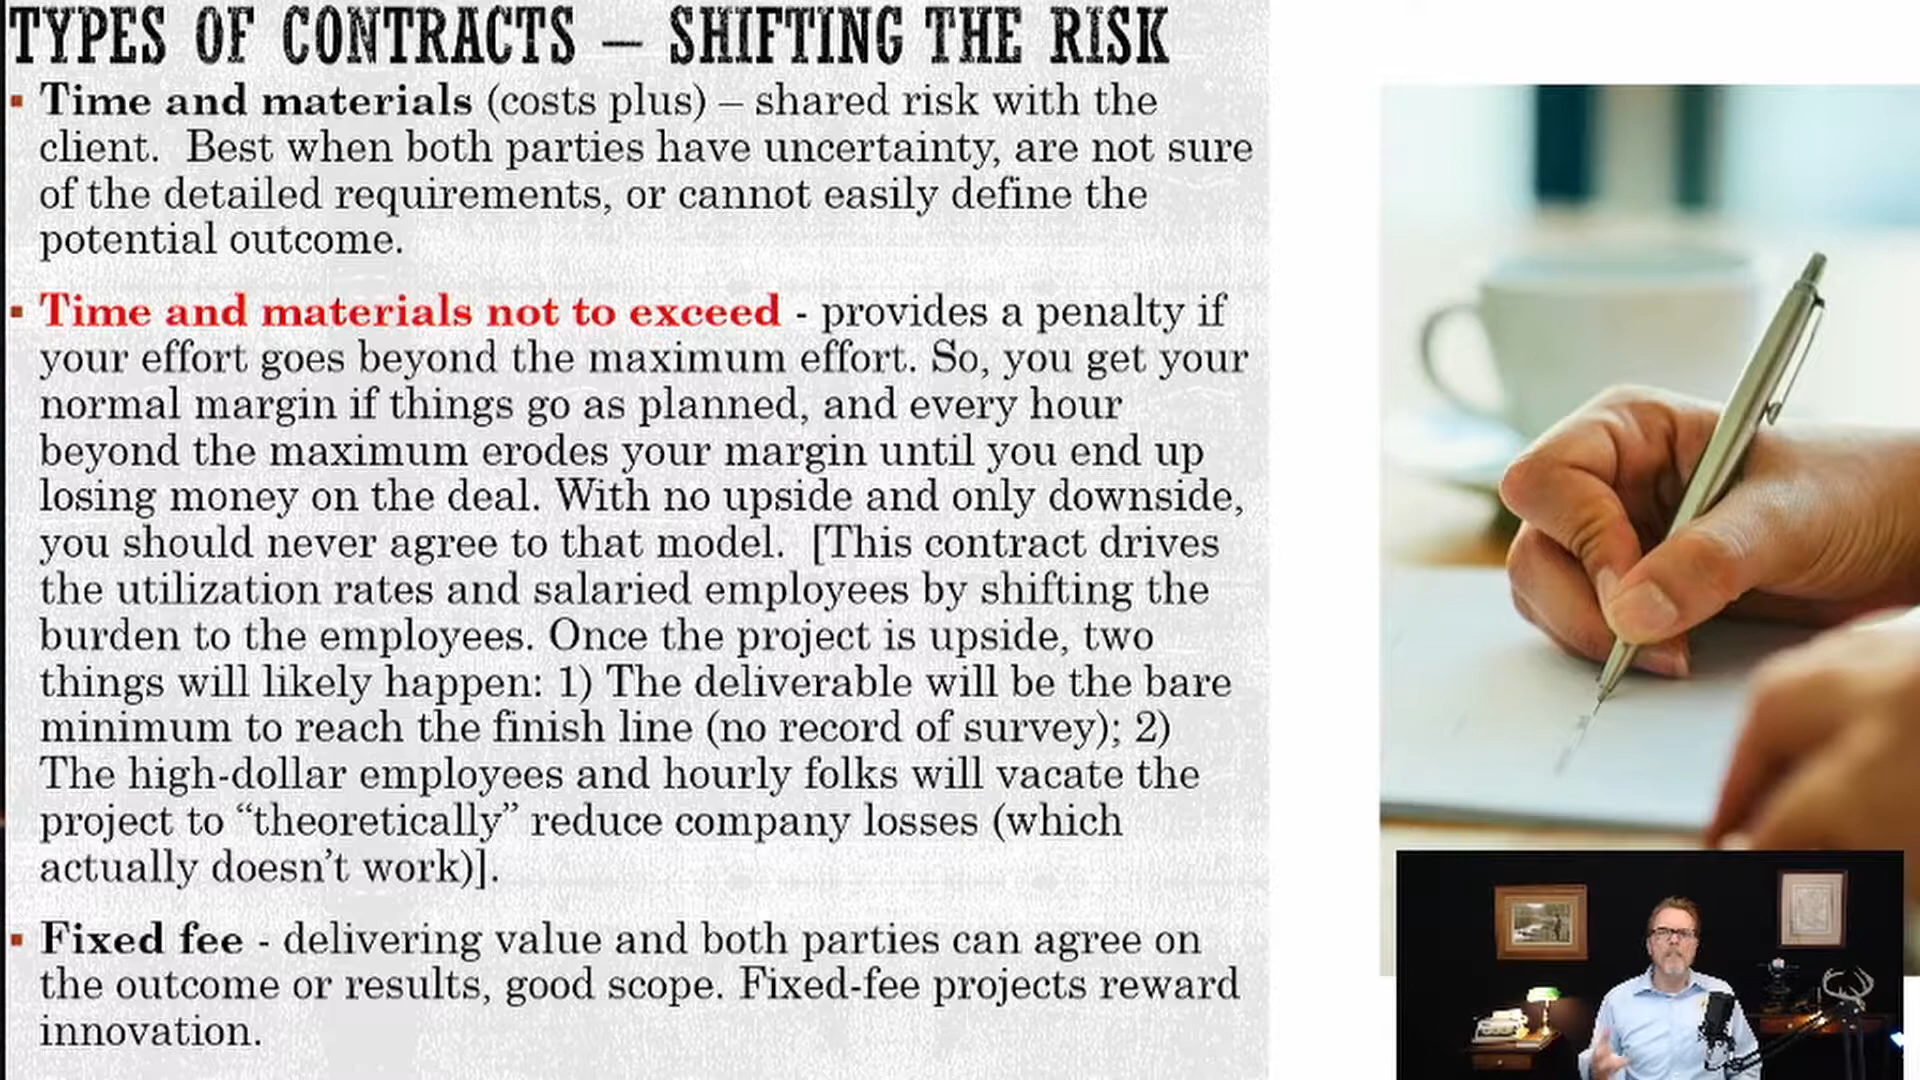 TYPES OF CONTRACTS – SHIFTING THE RISK
▪ Time and materials (costs plus) – shared risk with the
client.  Best when both parties have uncertainty, are not sure
of the detailed requirements, or cannot easily define the
potential outcome.
▪ Time and materials not to exceed - provides a penalty if
your effort goes beyond the maximum effort. So, you get your
normal margin if things go as planned, and every hour
beyond the maximum erodes your margin until you end up
losing money on the deal. With no upside and only downside,
you should never agree to that model.  [This contract drives
the utilization rates and salaried employees by shifting the
burden to the employees. Once the project is upside, two
things will likely happen: 1) The deliverable will be the bare
minimum to reach the finish line (no record of survey); 2)
The high-dollar employees and hourly folks will vacate the
project to “theoretically” reduce company losses (which
actually doesn’t work)].
▪ Fixed fee - delivering value and both parties can agree on
the outcome or results, good scope. Fixed-fee projects reward
innovation.